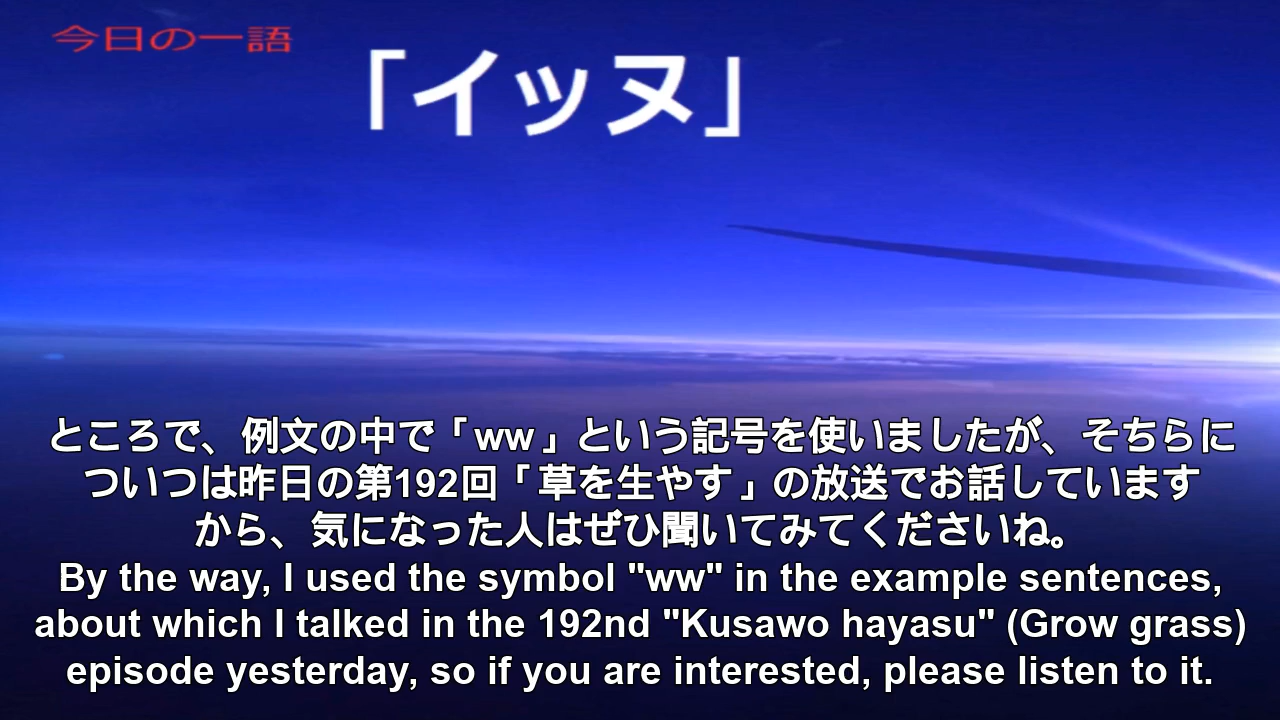 今日の一語
「イッヌ」
ところで、例文の中で「ww」という記号を使いましたが、そちらに
ついつは昨日の第192回「草を生やす」の放送でお話しています
から、気になった人はぜひ聞いてみてくださいね。
By the way, I used the symbol "ww" in the example sentences,
about which I talked in the 192nd "Kusawo hayasu" (Grow grass)
episode yesterday, so if you are interested, please listen to it.